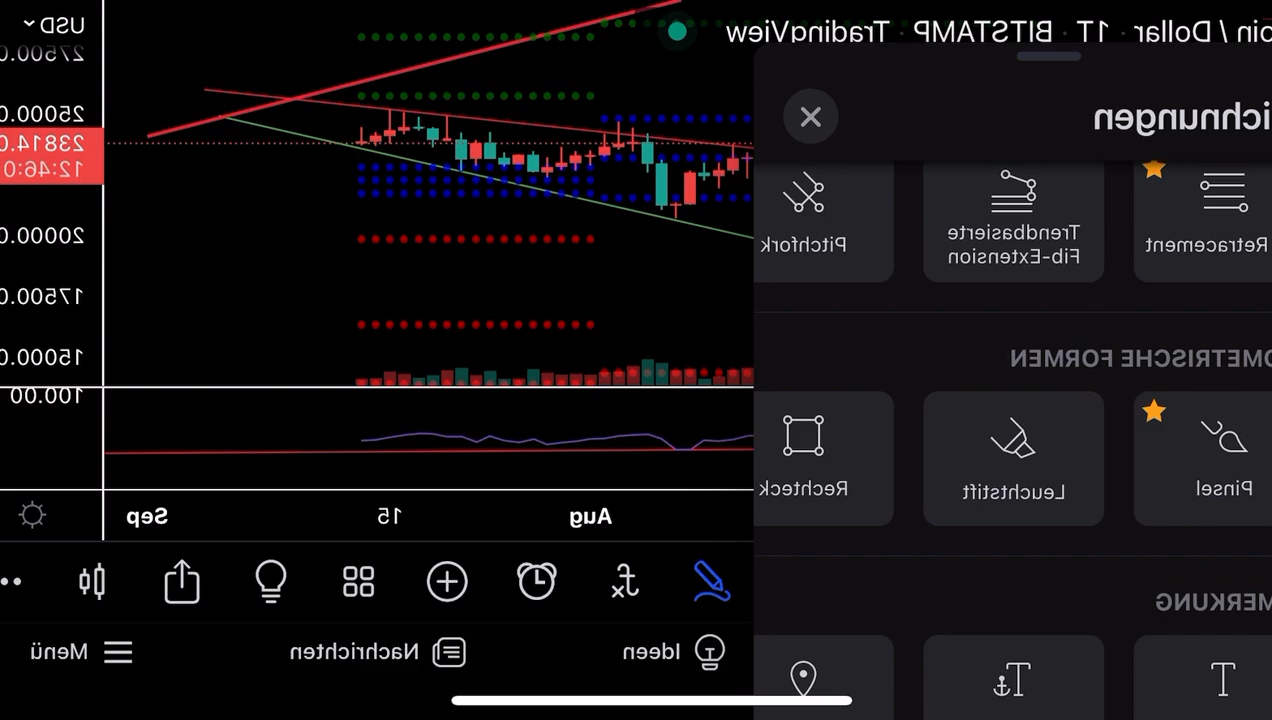 oin / Dollar · 1T · BITSTAMP · TradingView
USD
27500.0
25000.0
23814.0
12:46:0
20000.0
17500.0
15000.0
100.00
Sep
15
Aug
ichnungen
Retracement
Trendbasierte
Fib-Extension
Pitchfork
OMETRISCHE FORMEN
Pinsel
Leuchtstift
Rechteck
MERKUNG
Ideen
Nachrichten
Menü